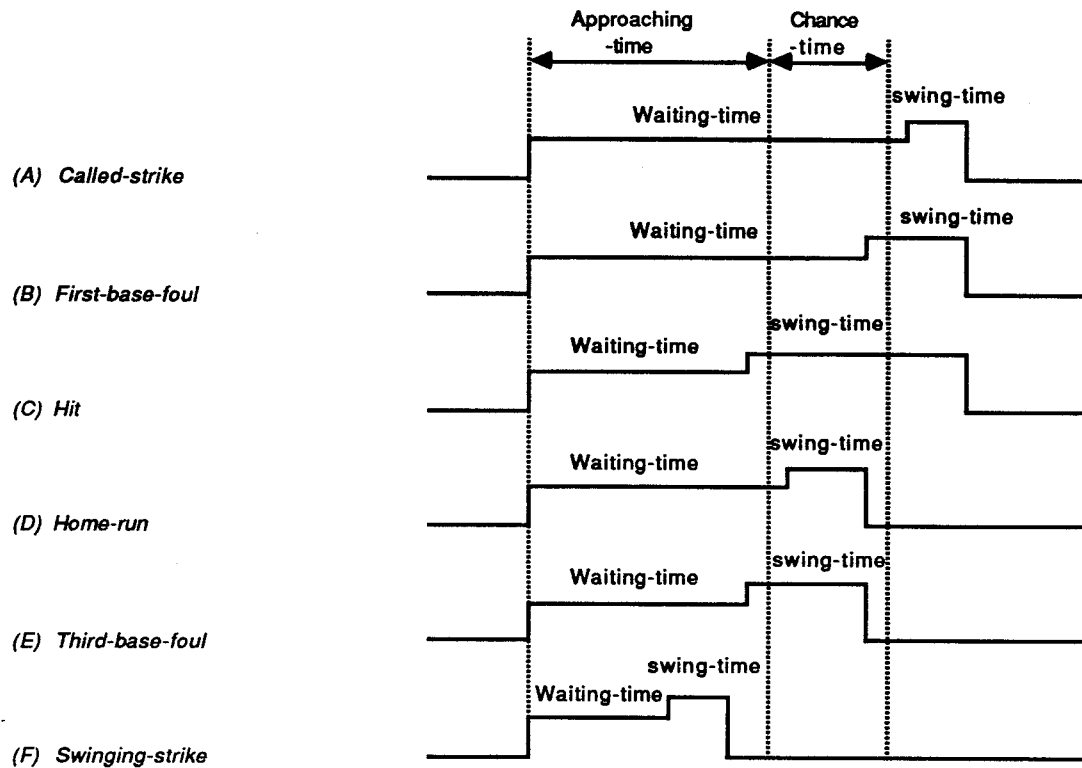 Approaching Chance
-time -time
swing-time
Waiting-time
(A) Called-strike
swing-time
Waiting-time
(B) First-base-foul
swing-time
Waiting-time
(C) Hit
swing-time
Waiting-time
(D) Home-run
swing-time
Waiting-time
(E) Third-base-foul
swing-time
Waiting-time
(F) Swinging-strike